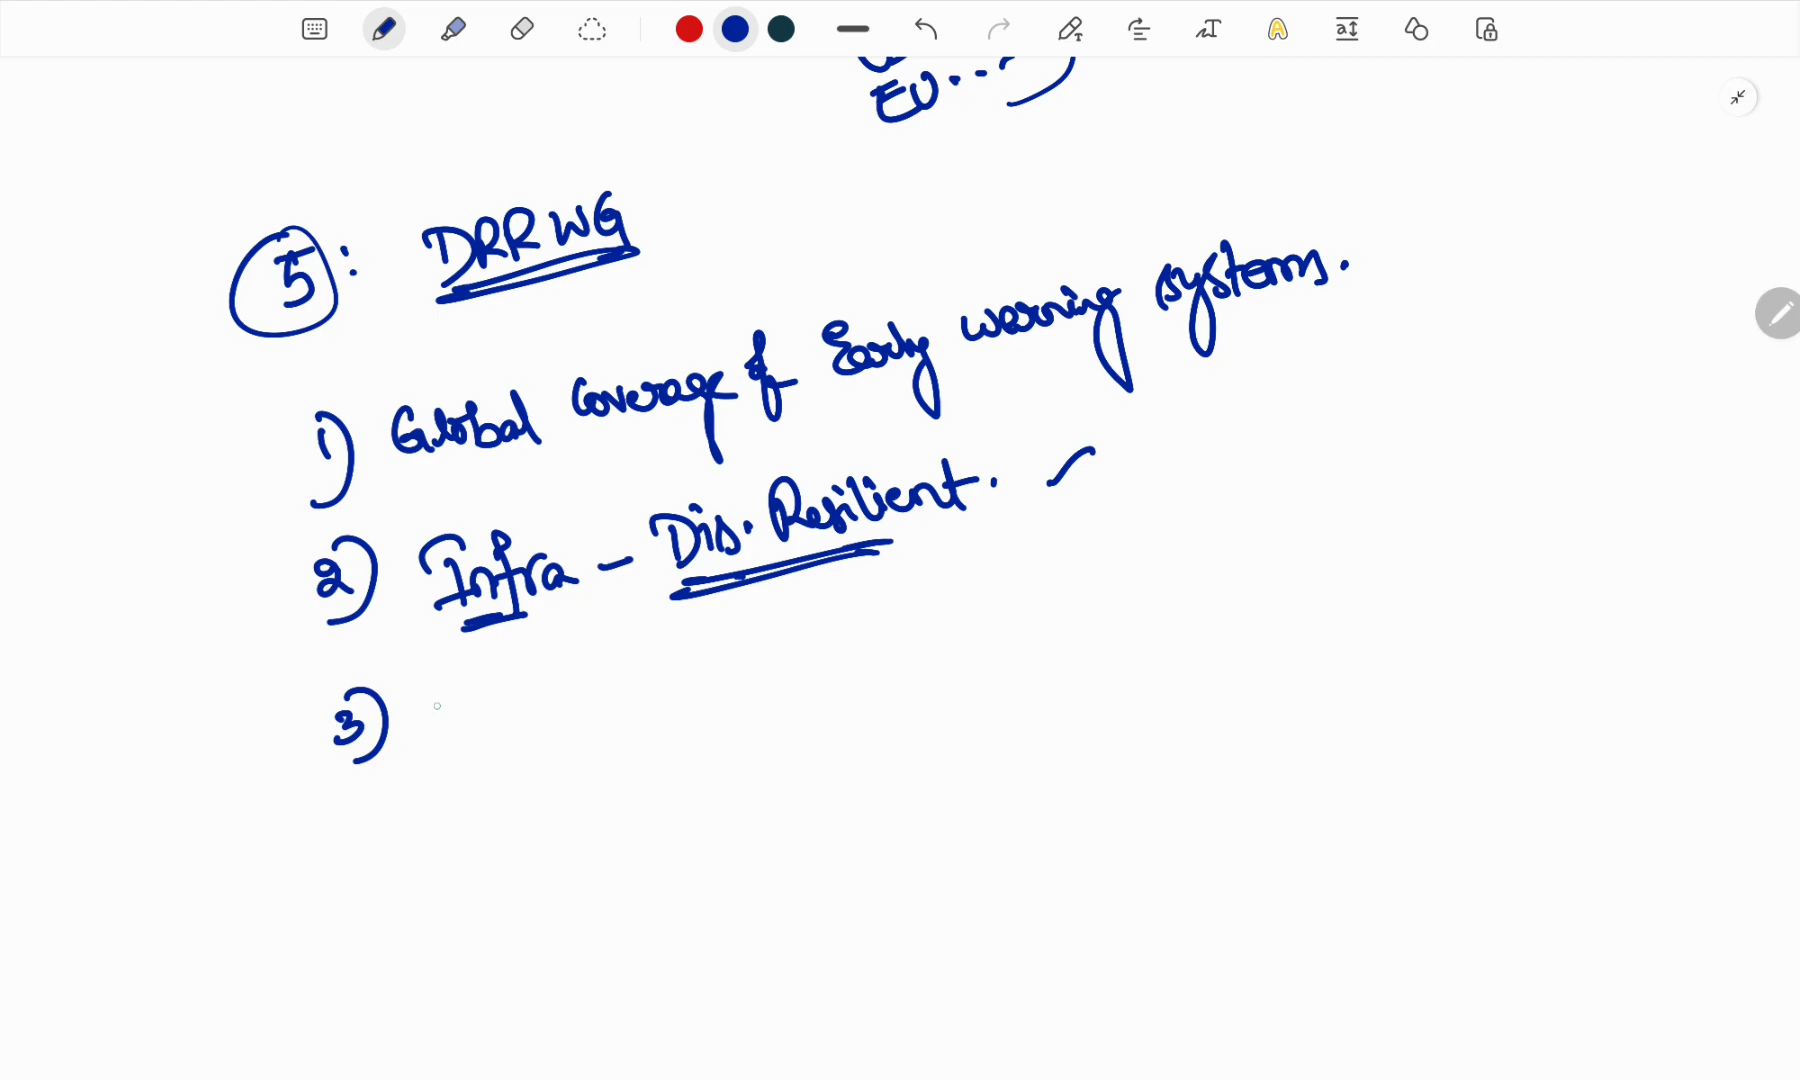 EU...
5: DRRWG
1) Global Coverage of Early warning systems.
2) Infra - Dis. Resilient.
3)